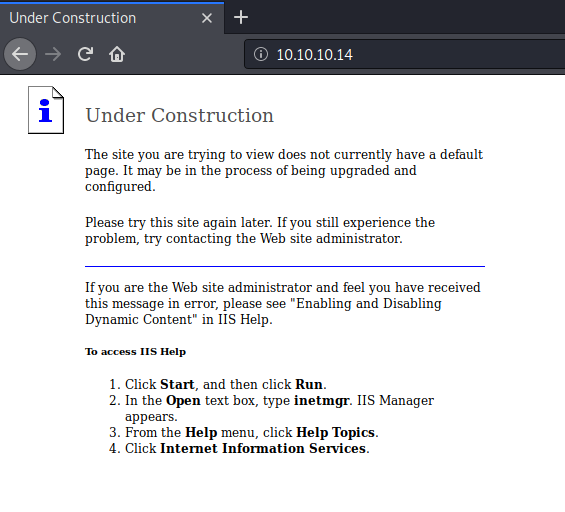 Under Construction
10.10.10.14
Under Construction
The site you are trying to view does not currently have a default
page. It may be in the process of being upgraded and
configured.
Please try this site again later. If you still experience the
problem, try contacting the Web site administrator.
If you are the Web site administrator and feel you have received
this message in error, please see "Enabling and Disabling
Dynamic Content" in IIS Help.
To access IIS Help
1. Click Start, and then click Run.
2. In the Open text box, type inetmgr. IIS Manager
appears.
3. From the Help menu, click Help Topics.
4. Click Internet Information Services.